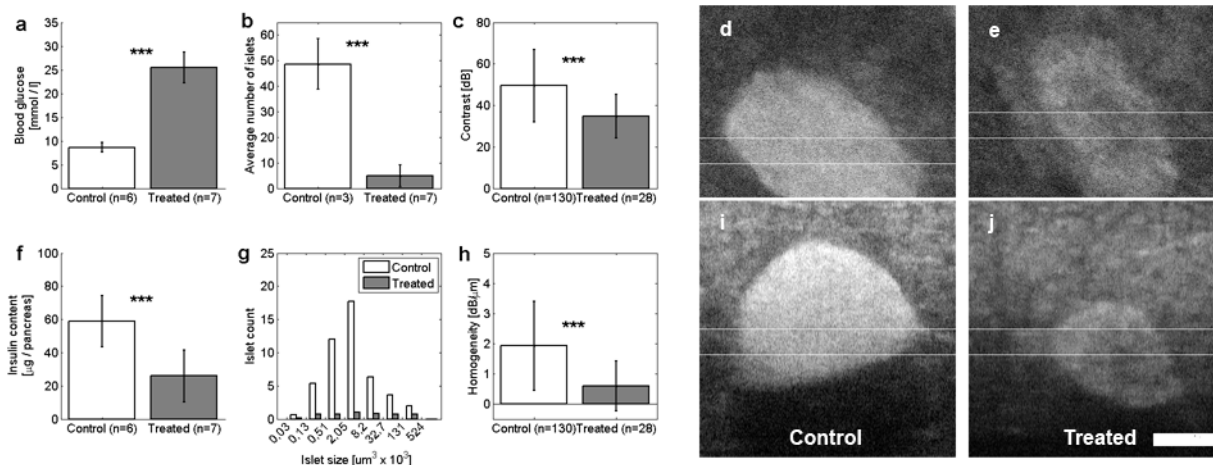 a
Blood glucose
[mmol / l]
35
30
25
20
15
10
5
0
***
Control (n=6)
Treated (n=7)
b
Average number of islets
60
50
40
30
20
10
0
***
Control (n=3)
Treated (n=7)
c
Contrast [dB]
80
60
40
20
0
***
Control (n=130)
Treated (n=28)
d
e
f
Insulin content
[µg / pancreas]
100
80
60
40
20
0
***
Control (n=6)
Treated (n=7)
g
Islet count
25
20
15
10
5
0
Control
Treated
0.03
0.13
0.51
2.05
8.2
32.7
131
524
Islet size [um³ x 10⁻³]
h
Homogeneity [dB/µm]
5
4
3
2
1
0
***
Control (n=130)
Treated (n=28)
i
Control
j
Treated